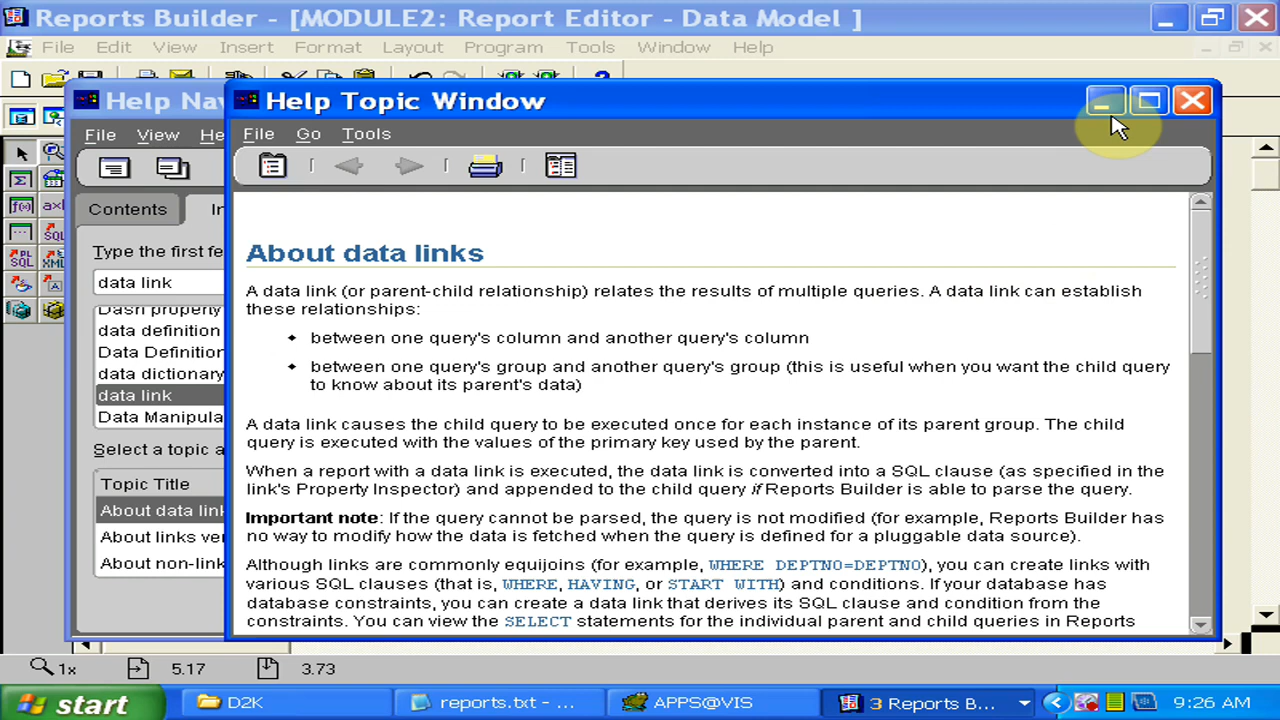 Reports Builder - [MODULE2: Report Editor - Data Model ]
File Edit View Insert Format Layout Program Tools Window Help
Help Nav
Help Topic Window
File View He
File Go Tools
Contents In
Type the first fe
data link
Dash property
data definition
Data Definition
data dictionary
data link
Data Manipula
Select a topic a
Topic Title
About data link
About links ver
About non-link
About data links
A data link (or parent-child relationship) relates the results of multiple queries. A data link can establish
these relationships:
between one query's column and another query's column
between one query's group and another query's group (this is useful when you want the child query
to know about its parent's data)
A data link causes the child query to be executed once for each instance of its parent group. The child
query is executed with the values of the primary key used by the parent.
When a report with a data link is executed, the data link is converted into a SQL clause (as specified in the
link's Property Inspector) and appended to the child query if Reports Builder is able to parse the query.
Important note: If the query cannot be parsed, the query is not modified (for example, Reports Builder has
no way to modify how the data is fetched when the query is defined for a pluggable data source).
Although links are commonly equijoins (for example, WHERE DEPTNO=DEPTNO), you can create links with
various SQL clauses (that is, WHERE, HAVING, or START WITH) and conditions. If your database has
database constraints, you can create a data link that derives its SQL clause and condition from the
constraints. You can view the SELECT statements for the individual parent and child queries in Reports
1x 5.17 3.73
start D2K reports.txt - ... APPS@VIS 3 Reports B... 9:26 AM